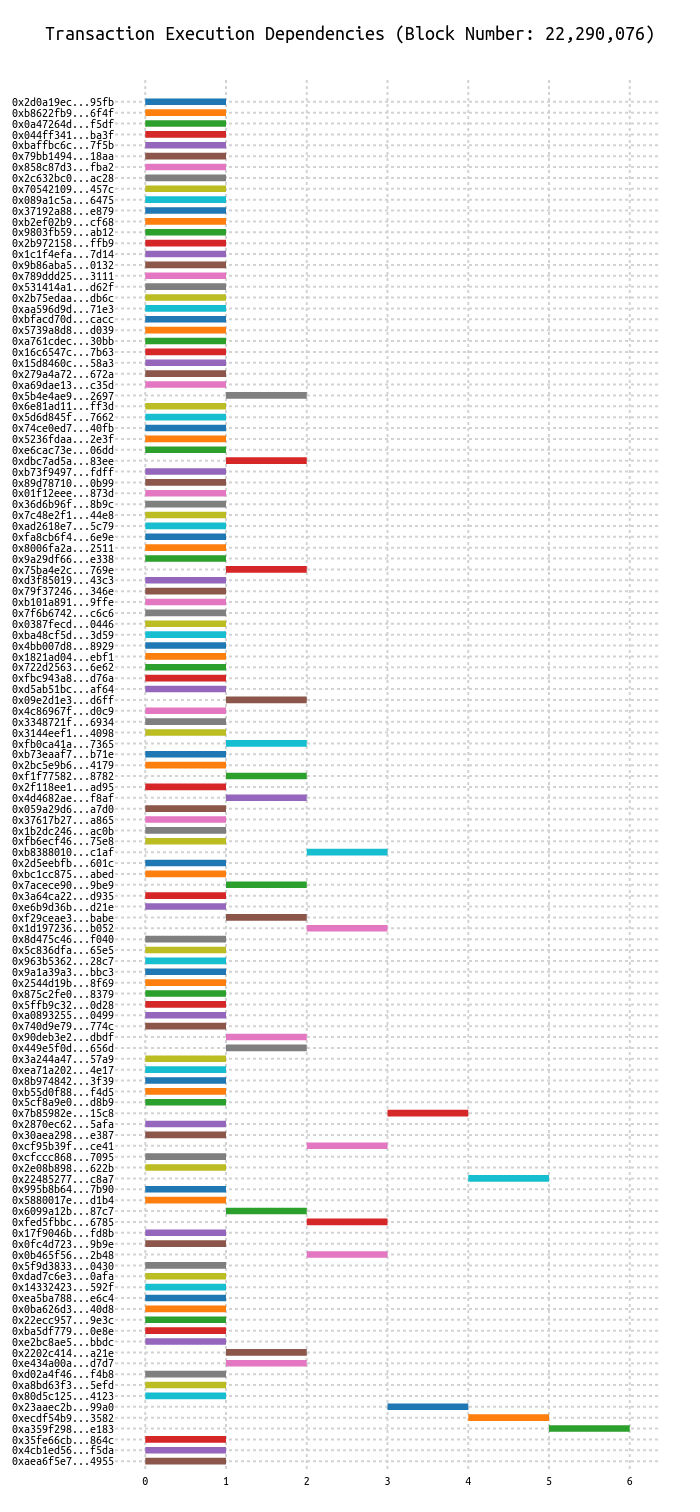 Transaction Execution Dependencies (Block Number: 22,290,076)
0x2d0a19ec...95fb
0xb8622fb9...6f4f
0x0a47264d...f5df
0x044ff341...ba3f
0xbaffbc6c...7f5b
0x79bb1494...18aa
0x858c87d3...fba2
0x2c632bc0...ac28
0x70542109...457c
0x089a1c5a...6475
0x37192a88...e879
0xb2ef02b9...cf68
0x9803fb59...ab12
0x2b972158...ffb9
0x1c1f4efa...7d14
0x9b86aba5...0132
0x789ddd25...3111
0x531414a1...d62f
0x2b75edaa...db6c
0xaa596d9d...71e3
0xbfacd70d...cacc
0x5739a8d8...d039
0xa761cdec...30bb
0x16c6547c...7b63
0x15d8460c...58a3
0x279a4a72...672a
0xa69dae13...c35d
0x5b4e4ae9...2697
0x6e81ad11...ff3d
0x5d6d845f...7662
0x74ce0ed7...40fb
0x5236fdaa...2e3f
0xe6cac73e...06dd
0xdbc7ad5a...83ee
0xb73f9497...fdff
0x89d78710...0b99
0x01f12eee...873d
0x36d6b96f...8b9c
0x7c48e2f1...44e8
0xad2618e7...5c79
0xfa8cb6f4...6e9e
0x8006fa2a...2511
0x9a29df66...e338
0x75ba4e2c...769e
0xd3f85019...43c3
0x79f37246...346e
0xb101a891...9ffe
0x7f6b6742...c6c6
0x0387fecd...0446
0xba48cf5d...3d59
0x4bb007d8...8929
0x1821ad04...ebf1
0x722d2563...6e62
0xfbc943a8...d76a
0xd5ab51bc...af64
0x09e2d1e3...d6ff
0x4c86967f...d0c9
0x3348721f...6934
0x3144eef1...4098
0xfb0ca41a...7365
0xb73eaaf7...b71e
0x2bc5e9b6...4179
0xf1f77582...8782
0x2f118ee1...ad95
0x4d4682ae...f8af
0x059a29d6...a7d0
0x37617b27...a865
0x1b2dc246...ac0b
0xfb6ecf46...75e8
0xb8388010...c1af
0x2d5eebfb...601c
0xbc1cc875...abed
0x7acece90...9be9
0x3a64ca22...d935
0xe6b9d36b...d21e
0xf29ceae3...babe
0x1d197236...b052
0x8d475c46...f040
0x5c836dfa...65e5
0x963b5362...28c7
0x9a1a39a3...bbc3
0x2544d19b...8f69
0x875c2fe0...8379
0x5ffb9c32...0d28
0xa0893255...0499
0x740d9e79...774c
0x90deb3e2...dbdf
0x449e5f0d...656d
0x3a244a47...57a9
0xea71a202...4e17
0x8b974842...3f39
0xb55d0f88...f4d5
0x5cf8a9e0...d8b9
0x7b85982e...15c8
0x2870ec62...5afa
0x30aea298...e387
0xcf95b39f...ce41
0xcfccc868...7095
0x2e08b898...622b
0x22485277...c8a7
0x995b8b64...7b90
0x5880017e...d1b4
0x6099a12b...87c7
0xfed5fbbc...6785
0x17f9046b...fd8b
0x0fc4d723...9b9e
0x0b465f56...2b48
0x5f9d3833...0430
0xdad7c6e3...0afa
0x14332423...592f
0xea5ba788...e6c4
0x0ba626d3...40d8
0x22ecc957...9e3c
0xba5df779...0e8e
0xe2bc8ae5...bbdc
0x2202c414...a21e
0xe434a00a...d7d7
0xd02a4f46...f4b8
0xa8bd63f3...5efd
0x80d5c125...4123
0x23aaec2b...99a0
0xecdf54b9...3582
0xa359f298...e183
0x35fe66cb...864c
0x4cb1ed56...f5da
0xaea6f5e7...4955
0 1 2 3 4 5 6